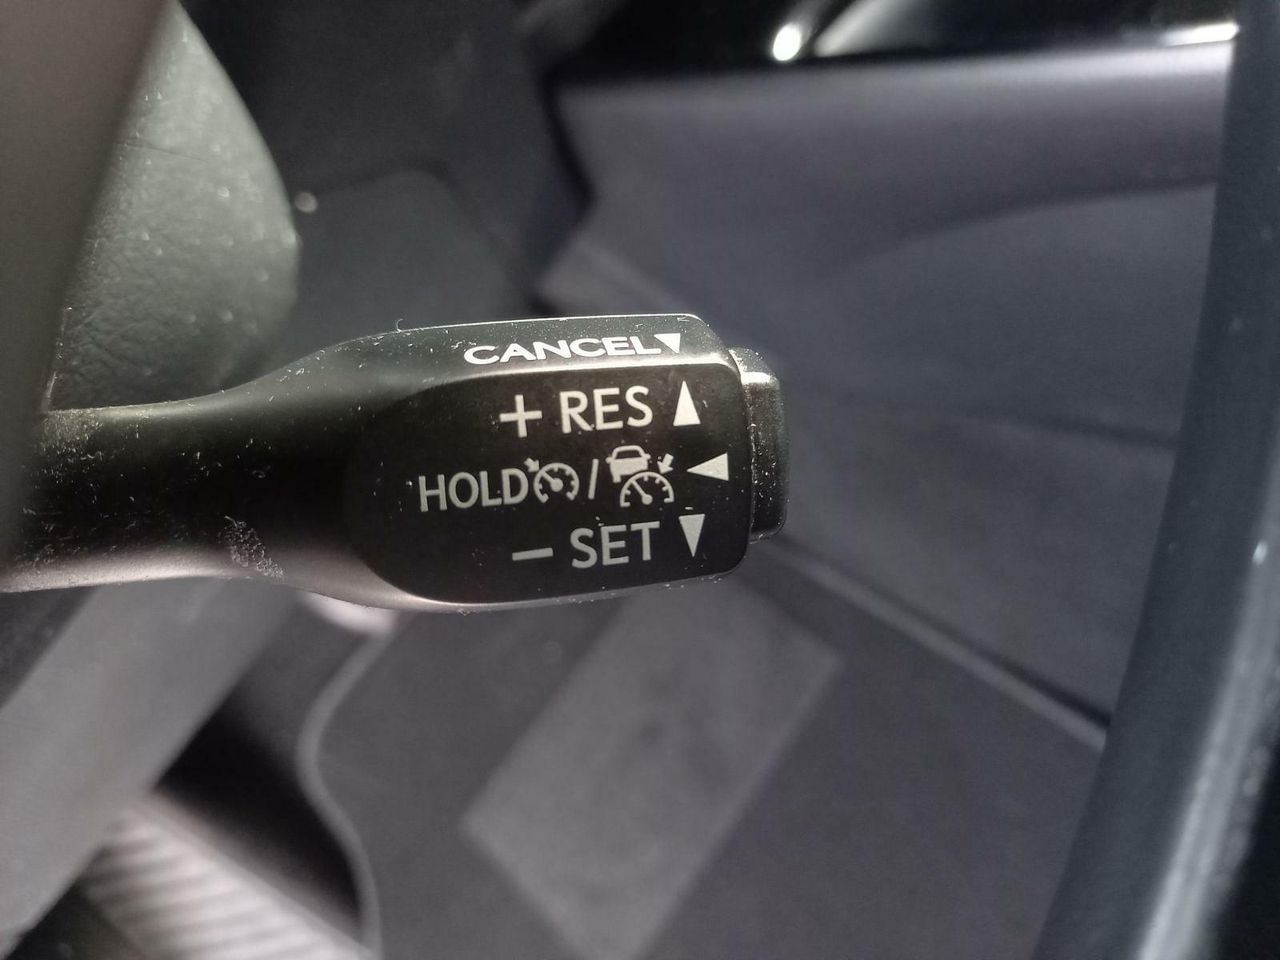 CANCEL
+ RES
HOLD /
- SET